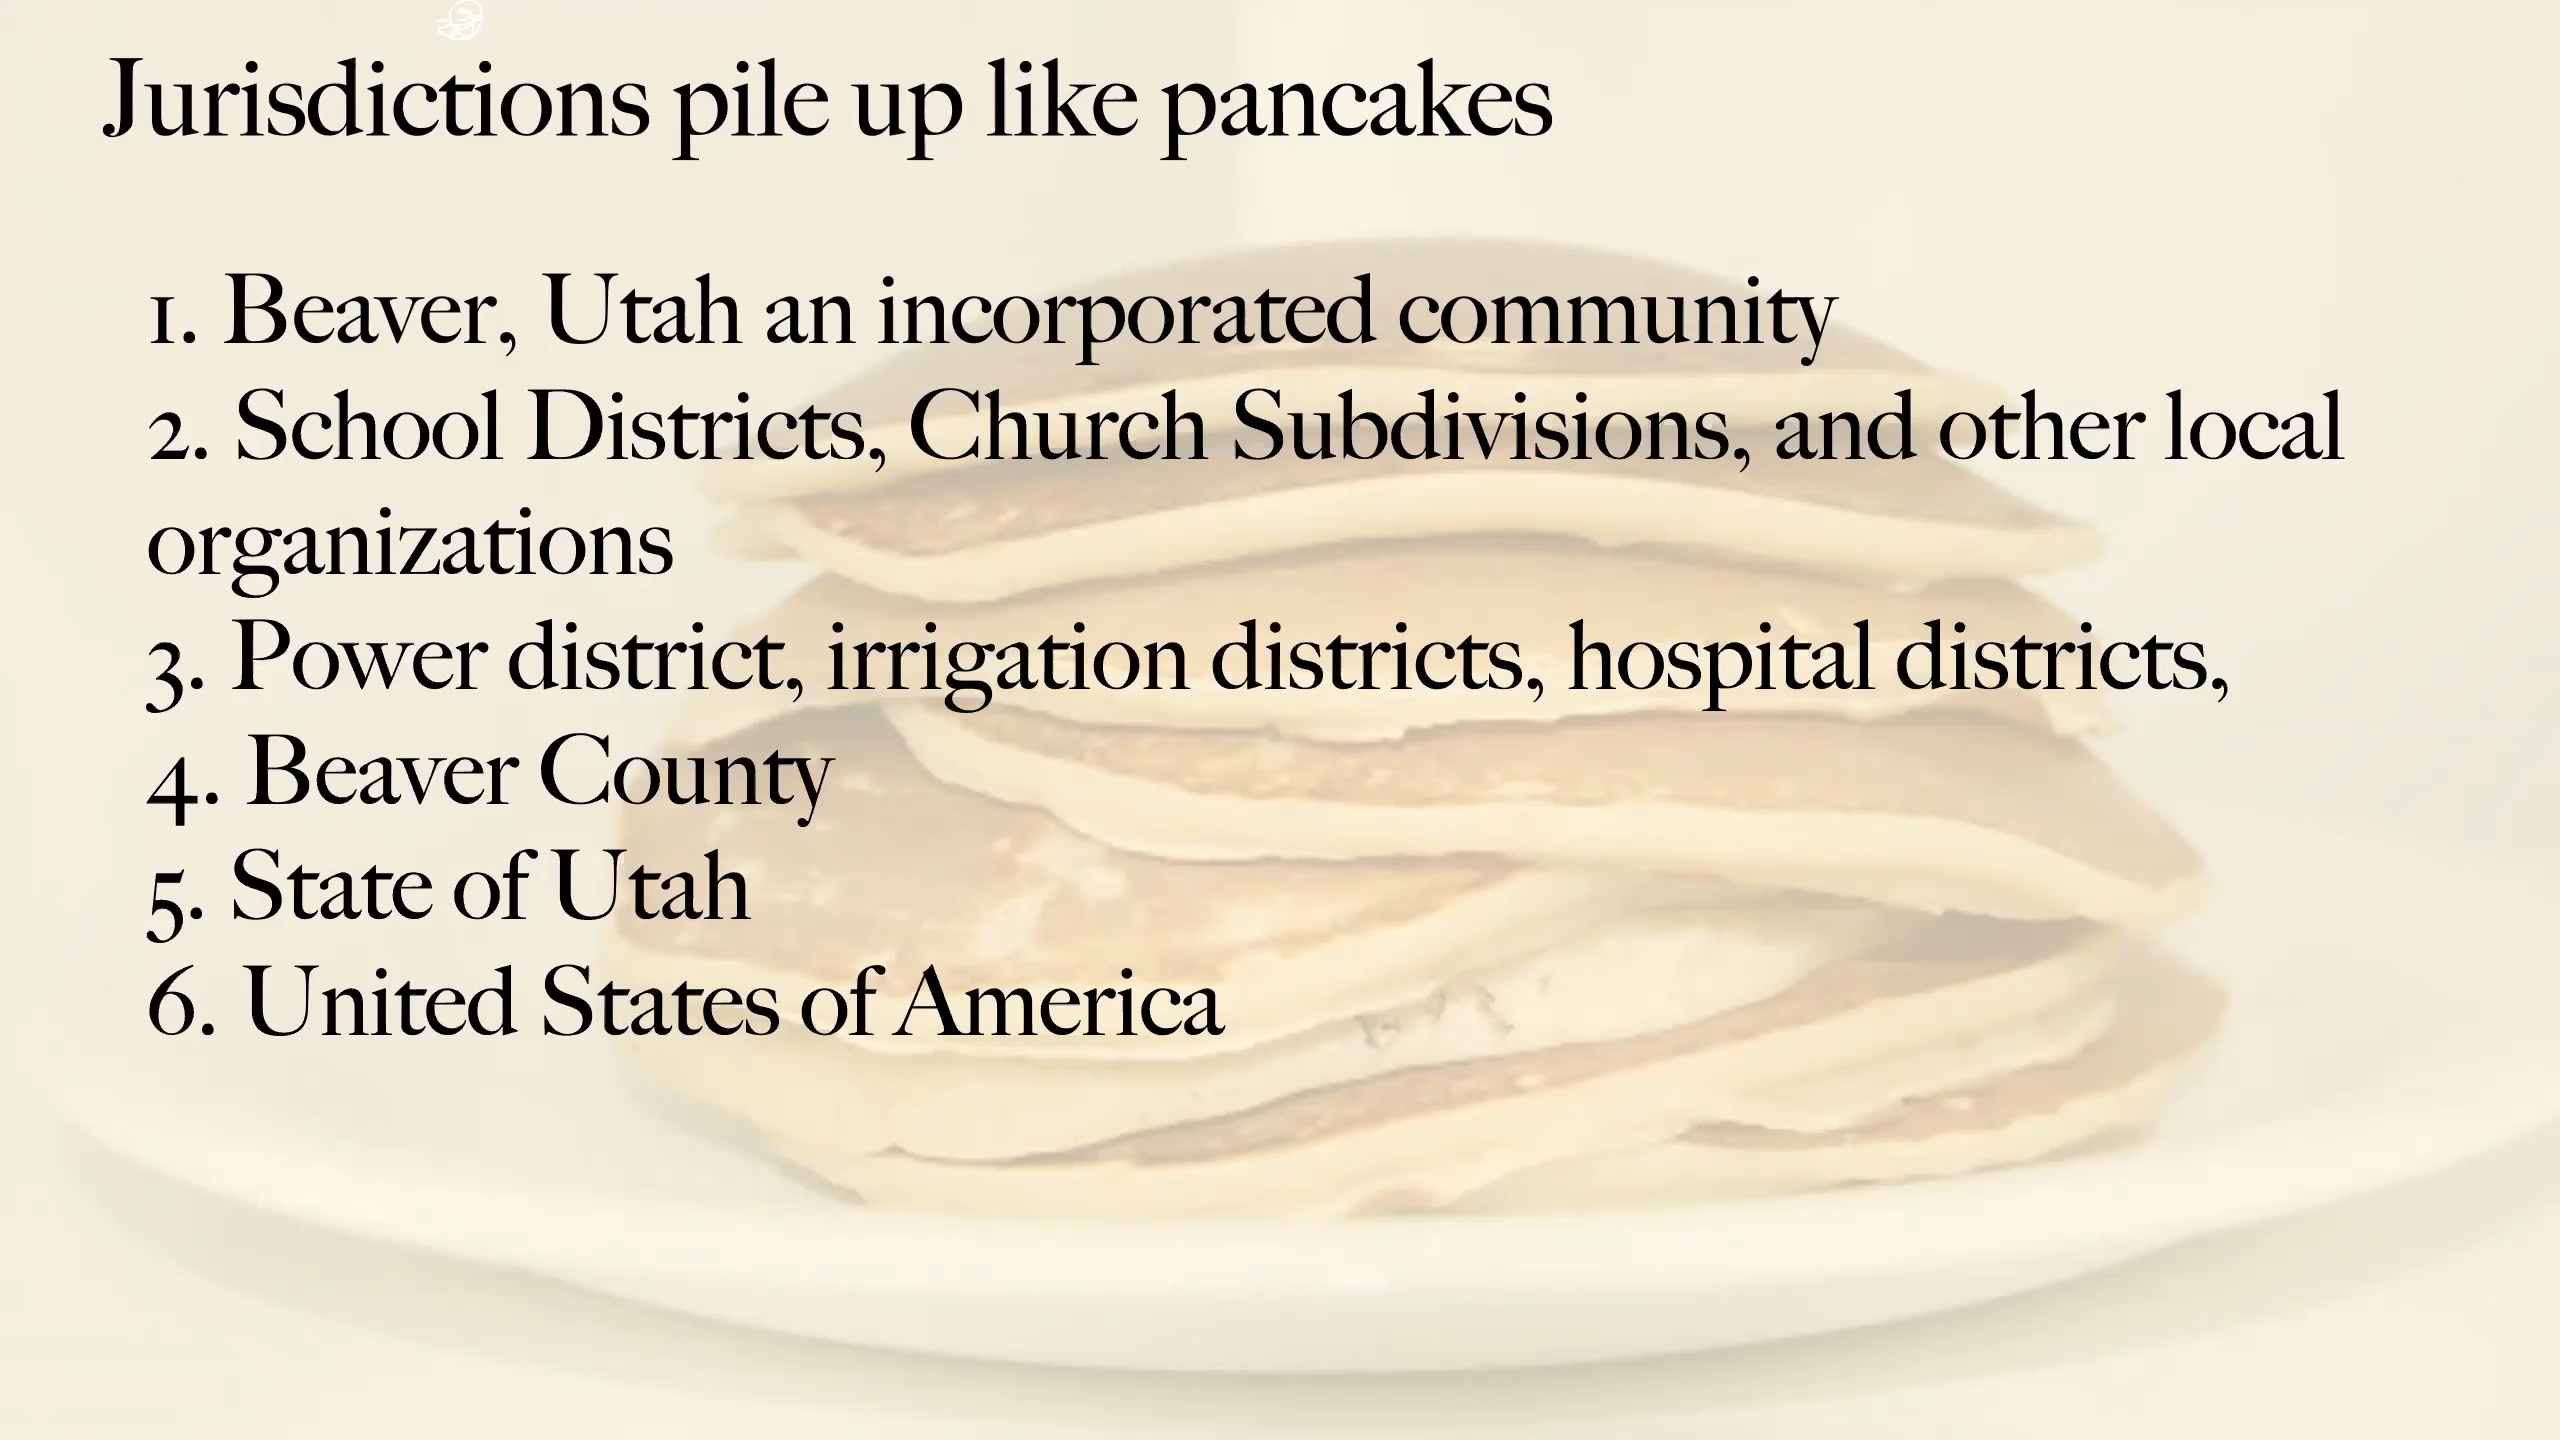 Jurisdictions pile up like pancakes
1. Beaver, Utah an incorporated community
2. School Districts, Church Subdivisions, and other local
organizations
3. Power district, irrigation districts, hospital districts,
4. Beaver County
5. State of Utah
6. United States of America